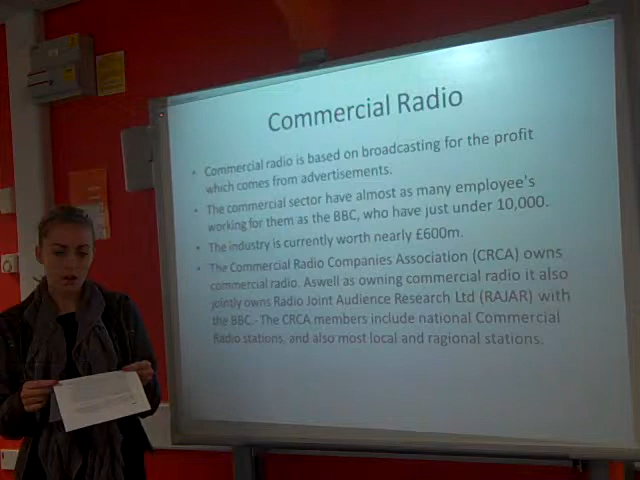 Commercial Radio
• Commercial radio is based on broadcasting for the profit
which comes from advertisements.
• The commercial sector have almost as many employee's
working for them as the BBC, who have just under 10,000.
• The industry is currently worth nearly £600m.
• The Commercial Radio Companies Association (CRCA) owns
commercial radio. Aswell as owning commercial radio it also
jointly owns Radio Joint Audience Research Ltd (RAJAR) with
the BBC.- The CRCA members include national Commercial
Radio stations, and also most local and ragional stations.